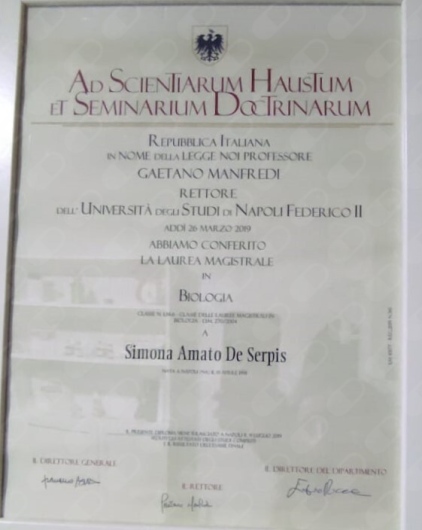 AD SCIENTIARUM HAUSTUM
ET SEMINARIUM DOCTRINARUM
REPUBBLICA ITALIANA
IN NOME DELLA LEGGE NOI PROFESSORE
GAETANO MANFREDI
RETTORE
DELL'UNIVERSITÀ DEGLI STUDI DI NAPOLI FEDERICO II
ADDÌ 26 MARZO 2019
ABBIAMO CONFERITO
LA LAUREA MAGISTRALE
IN
BIOLOGIA
BIOLOGIA
A
Simona Amato De Serpis
IL DIRETTORE GENERALE
IL DIRETTORE DEL DIPARTIMENTO
IL RETTORE